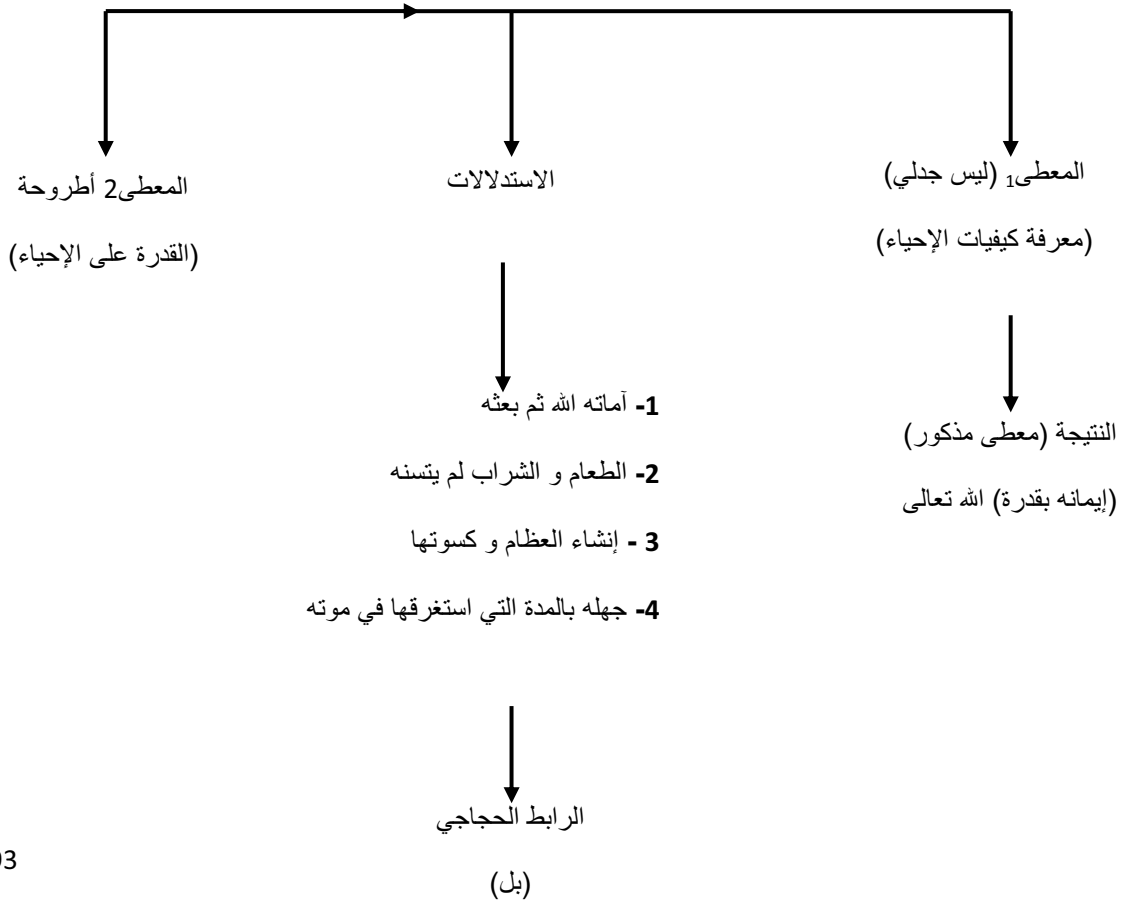 المعطى1 (ليس جدلي)
(معرفة كيفيات الإحياء)
النتيجة (معطى مذكور)
(إيمانه بقدرة) الله تعالى
الاستدلالات
1- آماته الله ثم بعثه
2- الطعام و الشراب لم يتسنه
3 - إنشاء العظام و كسوتها
4- جهله بالمدة التي استغرقها في موته
الرابط الحجاجي
(بل)
المعطى2 أطروحة
(القدرة على الإحياء)